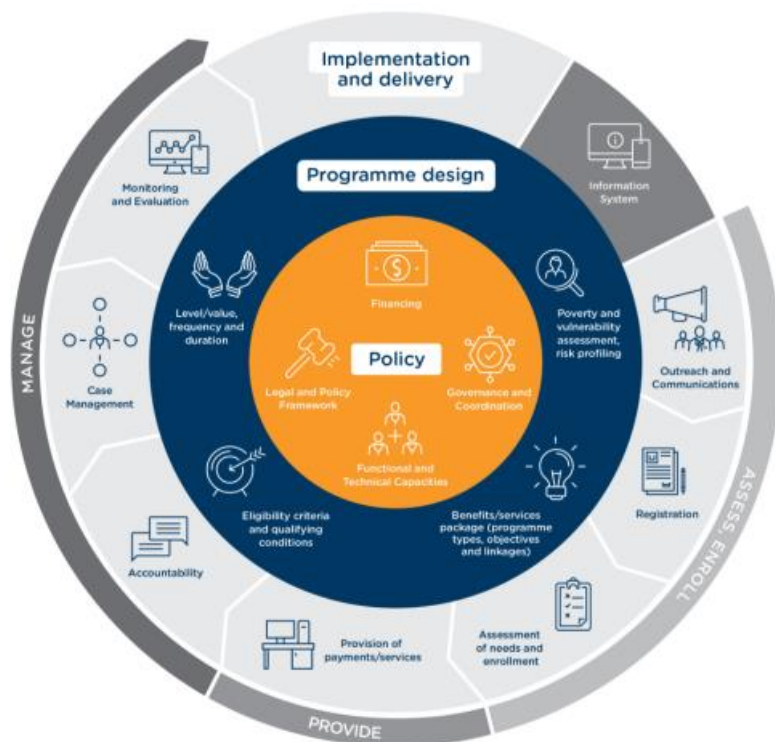 Implementation
and delivery
Information
System
Outreach and
Communications
Registration
Assessment
of needs and
enrollment
Provision of
payments/services
Accountability
Case
Management
Monitoring
and Evaluation
Programme design
Level/value,
frequency and
duration
Poverty and
vulnerability
assessment,
risk profiling
Eligibility criteria
and qualifying
conditions
Benefits/services
package (programme
types, objectives
and linkages)
Financing
Policy
Legal and Policy
Framework
Governance and
Coordination
Functional and
Technical Capacities
MANAGE
ASSESS, ENROLL
PROVIDE